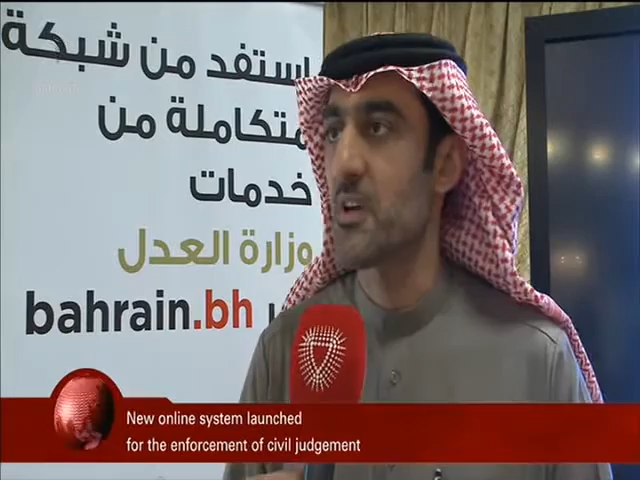 استفد من شبكة
متكاملة من
خدمات
وزارة العدل
bahrain.bh
New online system launched
for the enforcement of civil judgement